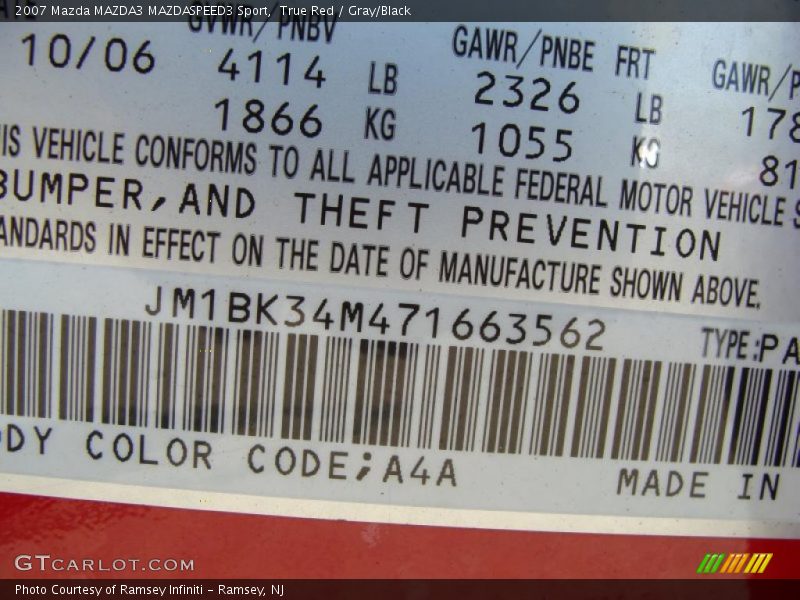 2007 Mazda MAZDA3 MAZDASPEED3 Sport, True Red / Gray/Black
GVWR/PNBV GAWR/PNBE FRT GAWR/P
10/06 4114 LB 2326 LB 178
1866 KG 1055 KG 81
IS VEHICLE CONFORMS TO ALL APPLICABLE FEDERAL MOTOR VEHICLE S
BUMPER, AND THEFT PREVENTION
ANDARDS IN EFFECT ON THE DATE OF MANUFACTURE SHOWN ABOVE.
JM1BK34M471663562 TYPE:PA
DY COLOR CODE;A4A MADE IN
GTCARLOT.COM
Photo Courtesy of Ramsey Infiniti - Ramsey, NJ